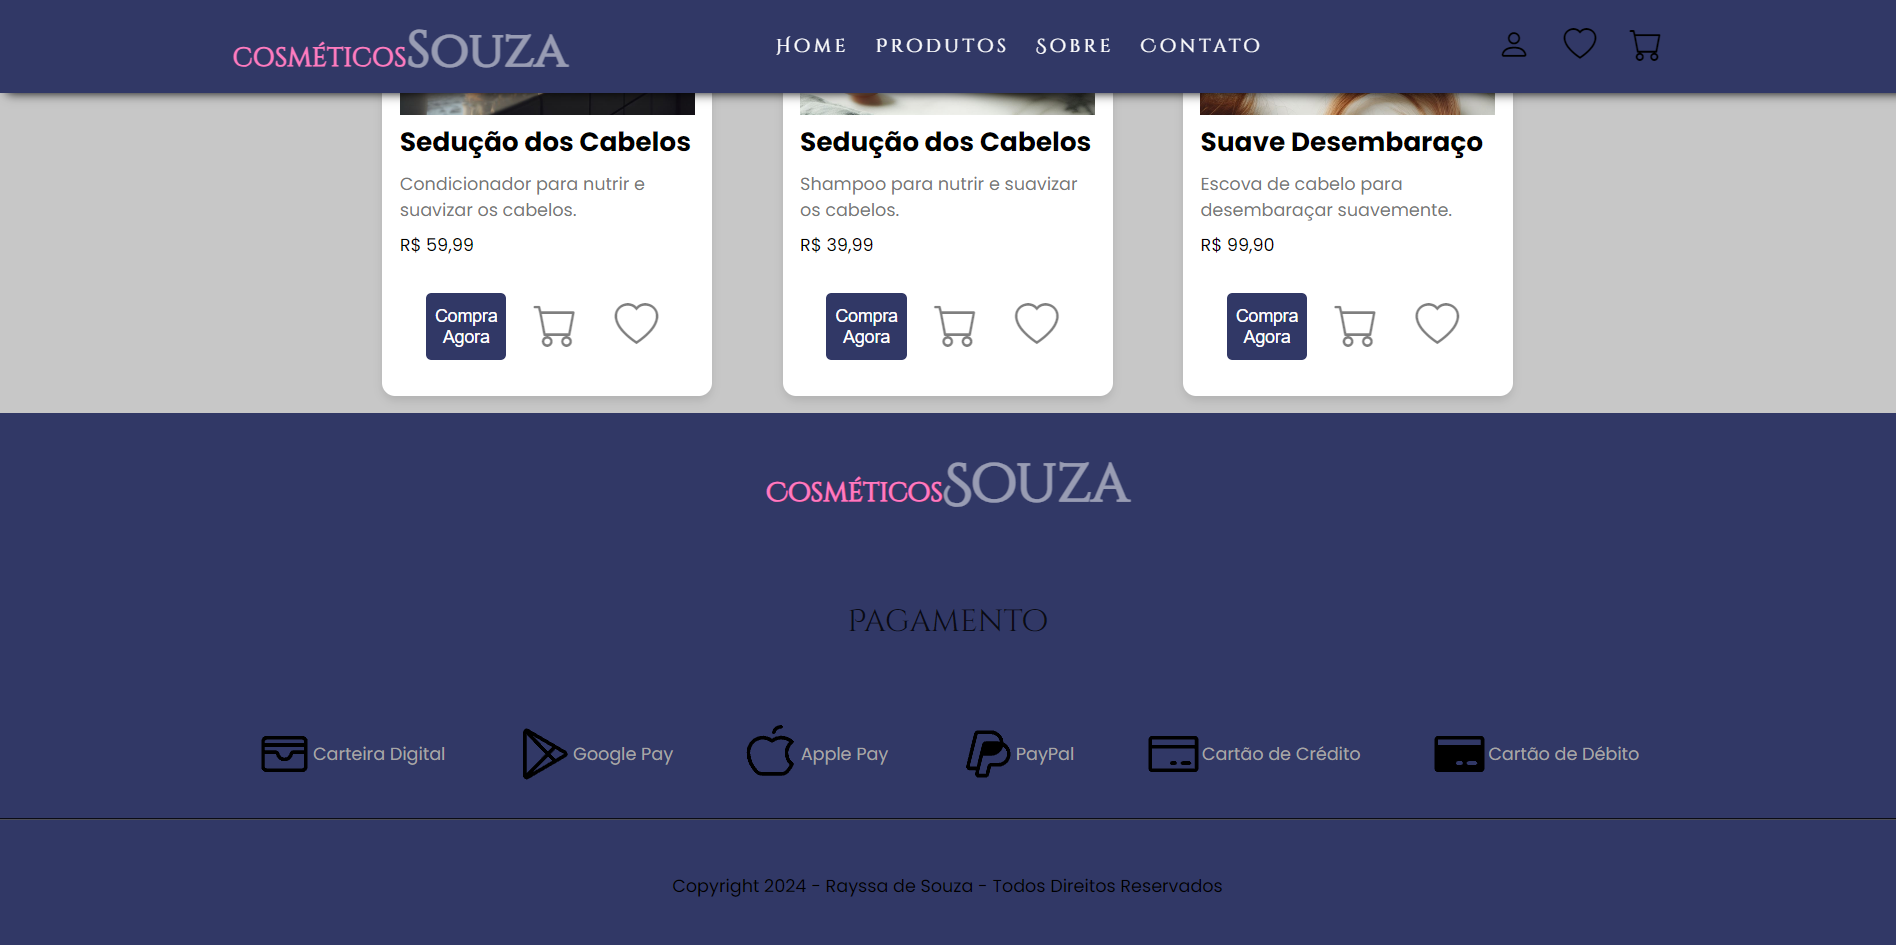 COSMÉTICOSSOUZA
Home Produtos Sobre Contato
Sedução dos Cabelos
Condicionador para nutrir e
suavizar os cabelos.
R$ 59,99
Compra
Agora
Sedução dos Cabelos
Shampoo para nutrir e suavizar
os cabelos.
R$ 39,99
Compra
Agora
Suave Desembaraço
Escova de cabelo para
desembaraçar suavemente.
R$ 99,90
Compra
Agora
COSMÉTICOSSOUZA
Pagamento
Carteira Digital
Google Pay
Apple Pay
PayPal
Cartão de Crédito
Cartão de Débito
Copyright 2024 - Rayssa de Souza - Todos Direitos Reservados